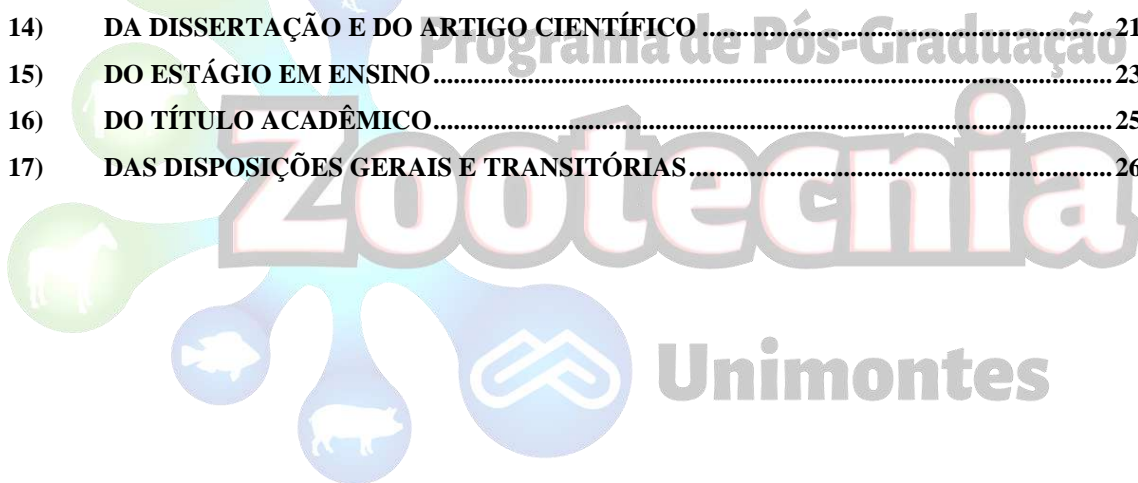 14) DA DISSERTAÇÃO E DO ARTIGO CIENTÍFICO ........................................................ 21
Programa de Pós-Graduação
15) DO ESTÁGIO EM ENSINO ........................................................ 23
16) DO TÍTULO ACADÊMICO ........................................................ 25
17) DAS DISPOSIÇÕES GERAIS E TRANSITÓRIAS ........................................................ 26
Zootecnia
Unimontes